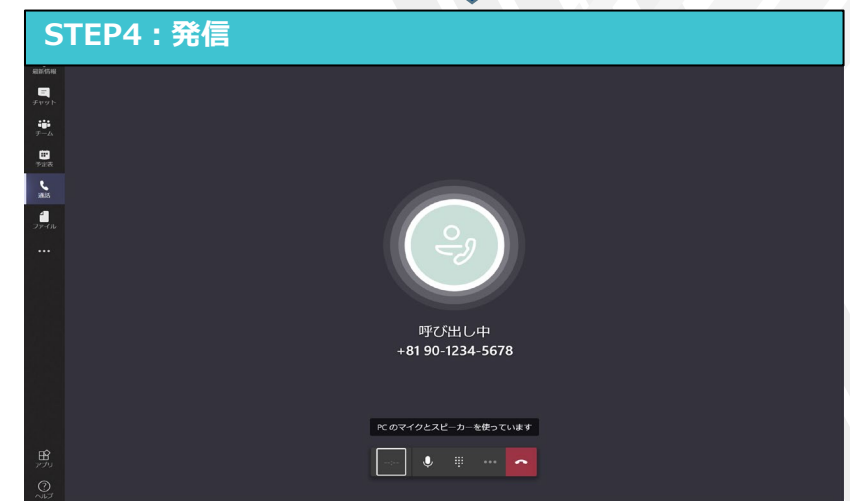 STEP4：発信
最新情報
チャット
チーム
予定表
通話
ファイル
呼び出し中
+81 90-1234-5678
PC のマイクとスピーカーを使っています
--:--
アプリ
ヘルプ